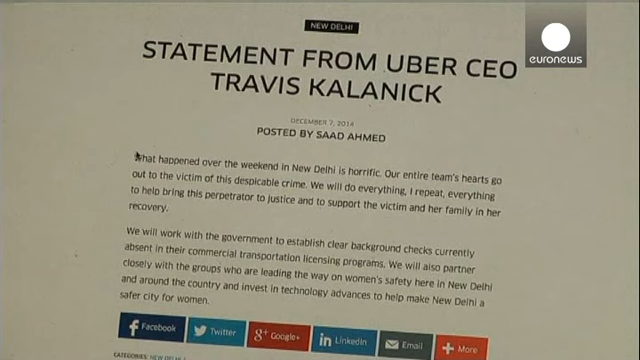 euronews
NEW DELHI
STATEMENT FROM UBER CEO
TRAVIS KALANICK
DECEMBER 7, 2014
POSTED BY SAAD AHMED
What happened over the weekend in New Delhi is horrific. Our entire team's hearts go
out to the victim of this despicable crime. We will do everything, I repeat, everything
to help bring this perpetrator to justice and to support the victim and her family in her
recovery.
We will work with the government to establish clear background checks currently
absent in their commercial transportation licensing programs. We will also partner
closely with the groups who are leading the way on women's safety here in New Delhi
and around the country and invest in technology advances to help make New Delhi a
safer city for women.
Facebook
Twitter
Google+
LinkedIn
Email
More
CATEGORIES: NEW DELHI